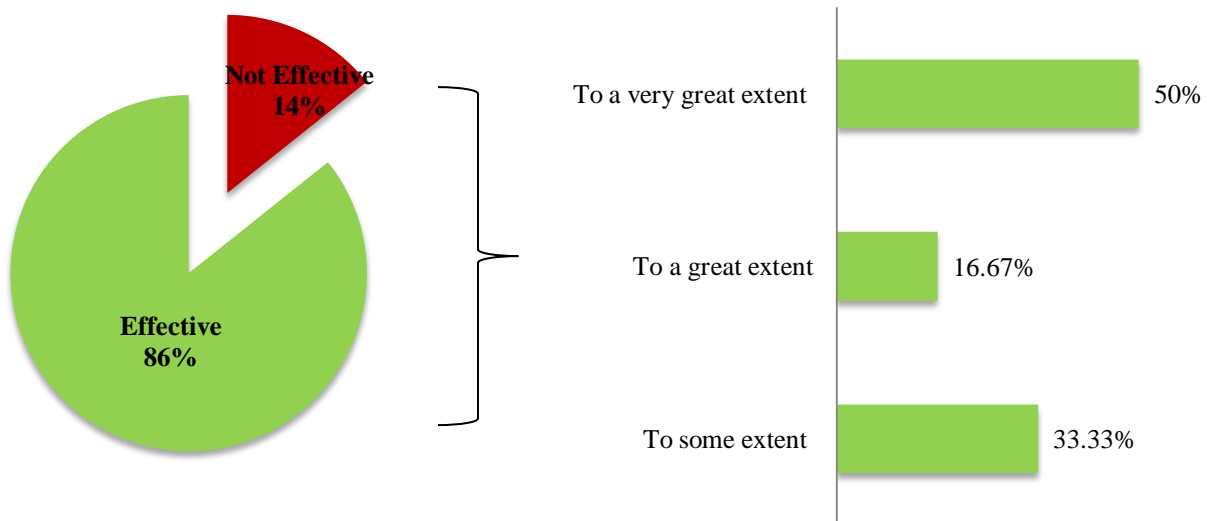 Not Effective
14%
Effective
86%
To a very great extent
50%
To a great extent
16.67%
To some extent
33.33%